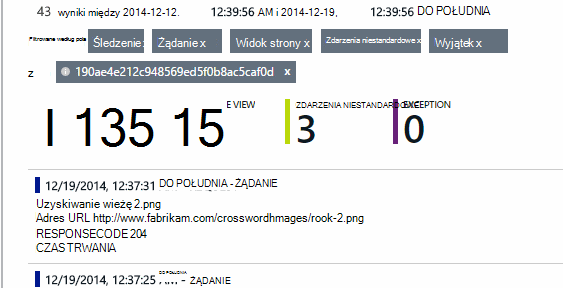 43 wyniki między 2014-12-12. 12:39:56 AM i 2014-12-19, 12:39:56 DO POŁUDNIA
Filtrowane według pola Śledzenie x Żądanie x Widok strony x Zdarzenia niestandardowe x Wyjątek x
z 190ae4e212c948569ed5f0b8ac5caf0d x
E VIEW ZDARZENIA NIESTANDARDOWE EXCEPTION
I 135 15 3 0
12/19/2014, 12:37:31 DO POŁUDNIA - ŻĄDANIE
Uzyskiwanie wieżę 2.png
Adres URL http://www.fabrikam.com/crosswordhmages/rook-2.png
RESPONSECODE 204
CZAS TRWANIA
12/19/2014, 12:37:25 DO POŁUDNIA - ŻĄDANIE